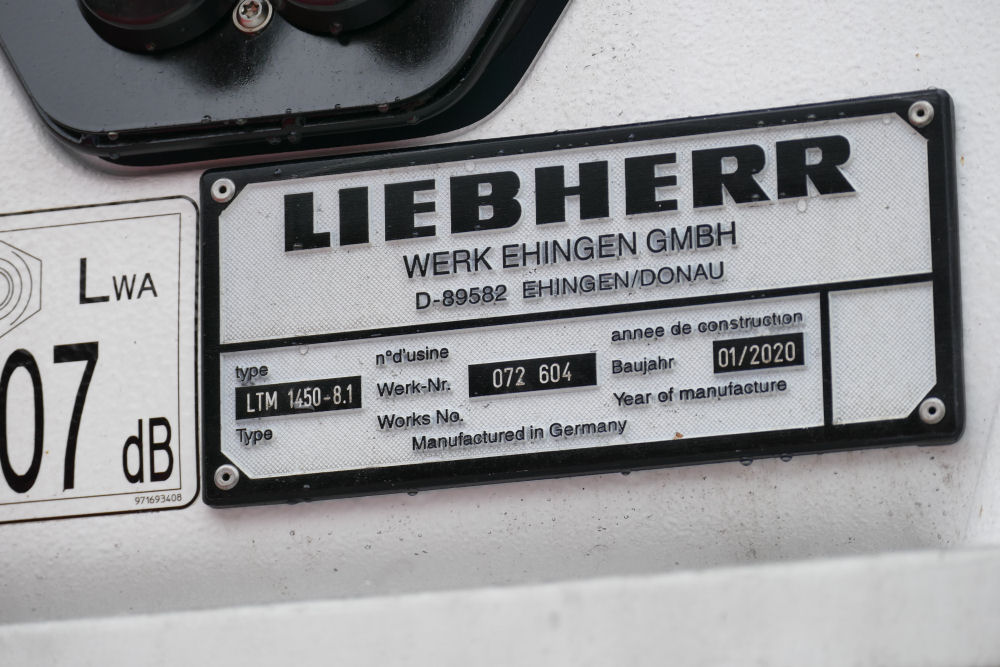 LIEBHERR
WERK EHINGEN GMBH
D-89582 EHINGEN/DONAU
type
LTM 1450-8.1
Type
n°d'usine
Werk-Nr.
072 604
Works No.
annee de construction
Baujahr
01/2020
Year of manufacture
Manufactured in Germany
LWA
07
dB
971693408